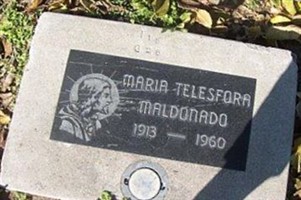 MARIA TELESFORA
MALDONADO
1913 — 1960